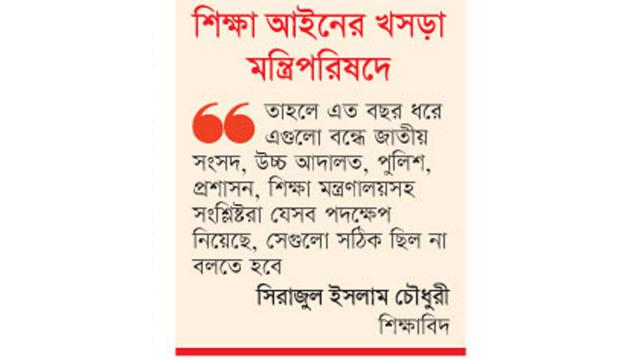 শিক্ষা আইনের খসড়া
মন্ত্রিপরিষদে
“ তাহলে এত বছর ধরে
এগুলো বন্ধে জাতীয়
সংসদ, উচ্চ আদালত, পুলিশ,
প্রশাসন, শিক্ষা মন্ত্রণালয়সহ
সংশ্লিষ্টরা যেসব পদক্ষেপ
নিয়েছে, সেগুলো সঠিক ছিল না
বলতে হবে
সিরাজুল ইসলাম চৌধুরী
শিক্ষাবিদ